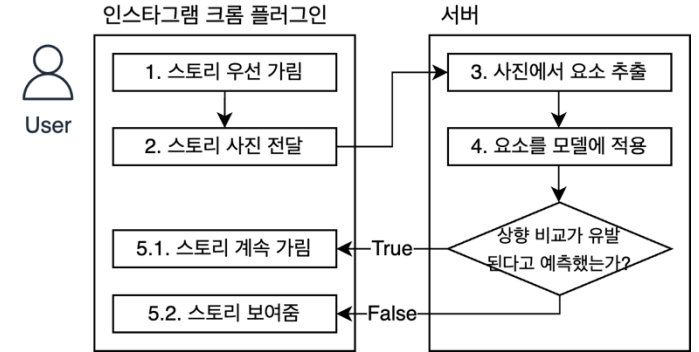 인스타그램 크롬 플러그인
서버
User
1. 스토리 우선 가림
2. 스토리 사진 전달
3. 사진에서 요소 추출
4. 요소를 모델에 적용
상향 비교가 유발
된다고 예측했는가?
True
5.1. 스토리 계속 가림
False
5.2. 스토리 보여줌